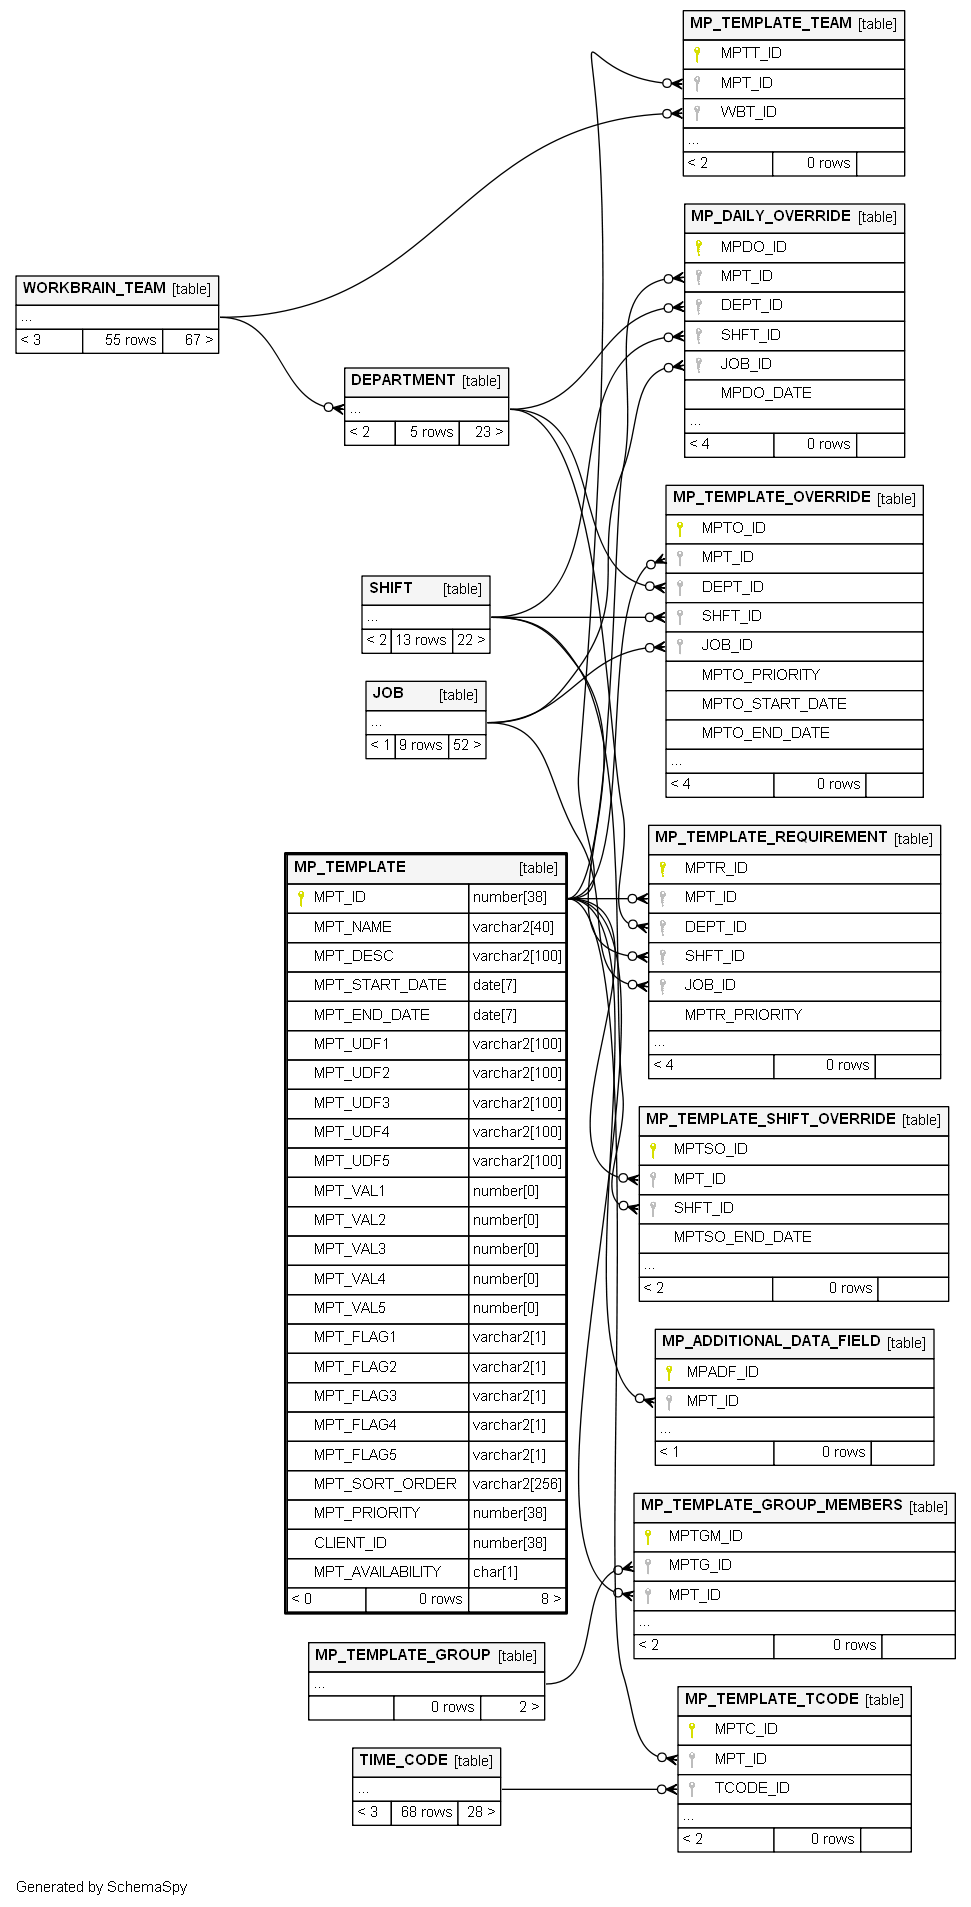 MP_TEMPLATE_TEAM [table]
MPTT_ID
MPT_ID
WBT_ID
...
< 2 0 rows
MP_DAILY_OVERRIDE [table]
MPDO_ID
MPT_ID
DEPT_ID
SHFT_ID
JOB_ID
MPDO_DATE
...
< 4 0 rows
WORKBRAIN_TEAM [table]
...
< 3 55 rows 67 >
DEPARTMENT [table]
...
< 2 5 rows 23 >
MP_TEMPLATE_OVERRIDE [table]
MPTO_ID
MPT_ID
DEPT_ID
SHFT_ID
JOB_ID
MPTO_PRIORITY
MPTO_START_DATE
MPTO_END_DATE
...
< 4 0 rows
SHIFT [table]
...
< 2 13 rows 22 >
JOB [table]
...
< 1 9 rows 52 >
MP_TEMPLATE_REQUIREMENT [table]
MPTR_ID
MPT_ID
DEPT_ID
SHFT_ID
JOB_ID
MPTR_PRIORITY
...
< 4 0 rows
MP_TEMPLATE [table]
MPT_ID number[38]
MPT_NAME varchar2[40]
MPT_DESC varchar2[100]
MPT_START_DATE date[7]
MPT_END_DATE date[7]
MPT_UDF1 varchar2[100]
MPT_UDF2 varchar2[100]
MPT_UDF3 varchar2[100]
MPT_UDF4 varchar2[100]
MPT_UDF5 varchar2[100]
MPT_VAL1 number[0]
MPT_VAL2 number[0]
MPT_VAL3 number[0]
MPT_VAL4 number[0]
MPT_VAL5 number[0]
MPT_FLAG1 varchar2[1]
MPT_FLAG2 varchar2[1]
MPT_FLAG3 varchar2[1]
MPT_FLAG4 varchar2[1]
MPT_FLAG5 varchar2[1]
MPT_SORT_ORDER varchar2[256]
MPT_PRIORITY number[38]
CLIENT_ID number[38]
MPT_AVAILABILITY char[1]
< 0 0 rows 8 >
MP_TEMPLATE_SHIFT_OVERRIDE [table]
MPTSO_ID
MPT_ID
SHFT_ID
MPTSO_END_DATE
...
< 2 0 rows
MP_ADDITIONAL_DATA_FIELD [table]
MPADF_ID
MPT_ID
...
< 1 0 rows
MP_TEMPLATE_GROUP_MEMBERS [table]
MPTGM_ID
MPTG_ID
MPT_ID
...
< 2 0 rows
MP_TEMPLATE_GROUP [table]
...
0 rows 2 >
MP_TEMPLATE_TCODE [table]
MPTC_ID
MPT_ID
TCODE_ID
...
< 2 0 rows
TIME_CODE [table]
...
< 3 68 rows 28 >
Generated by SchemaSpy